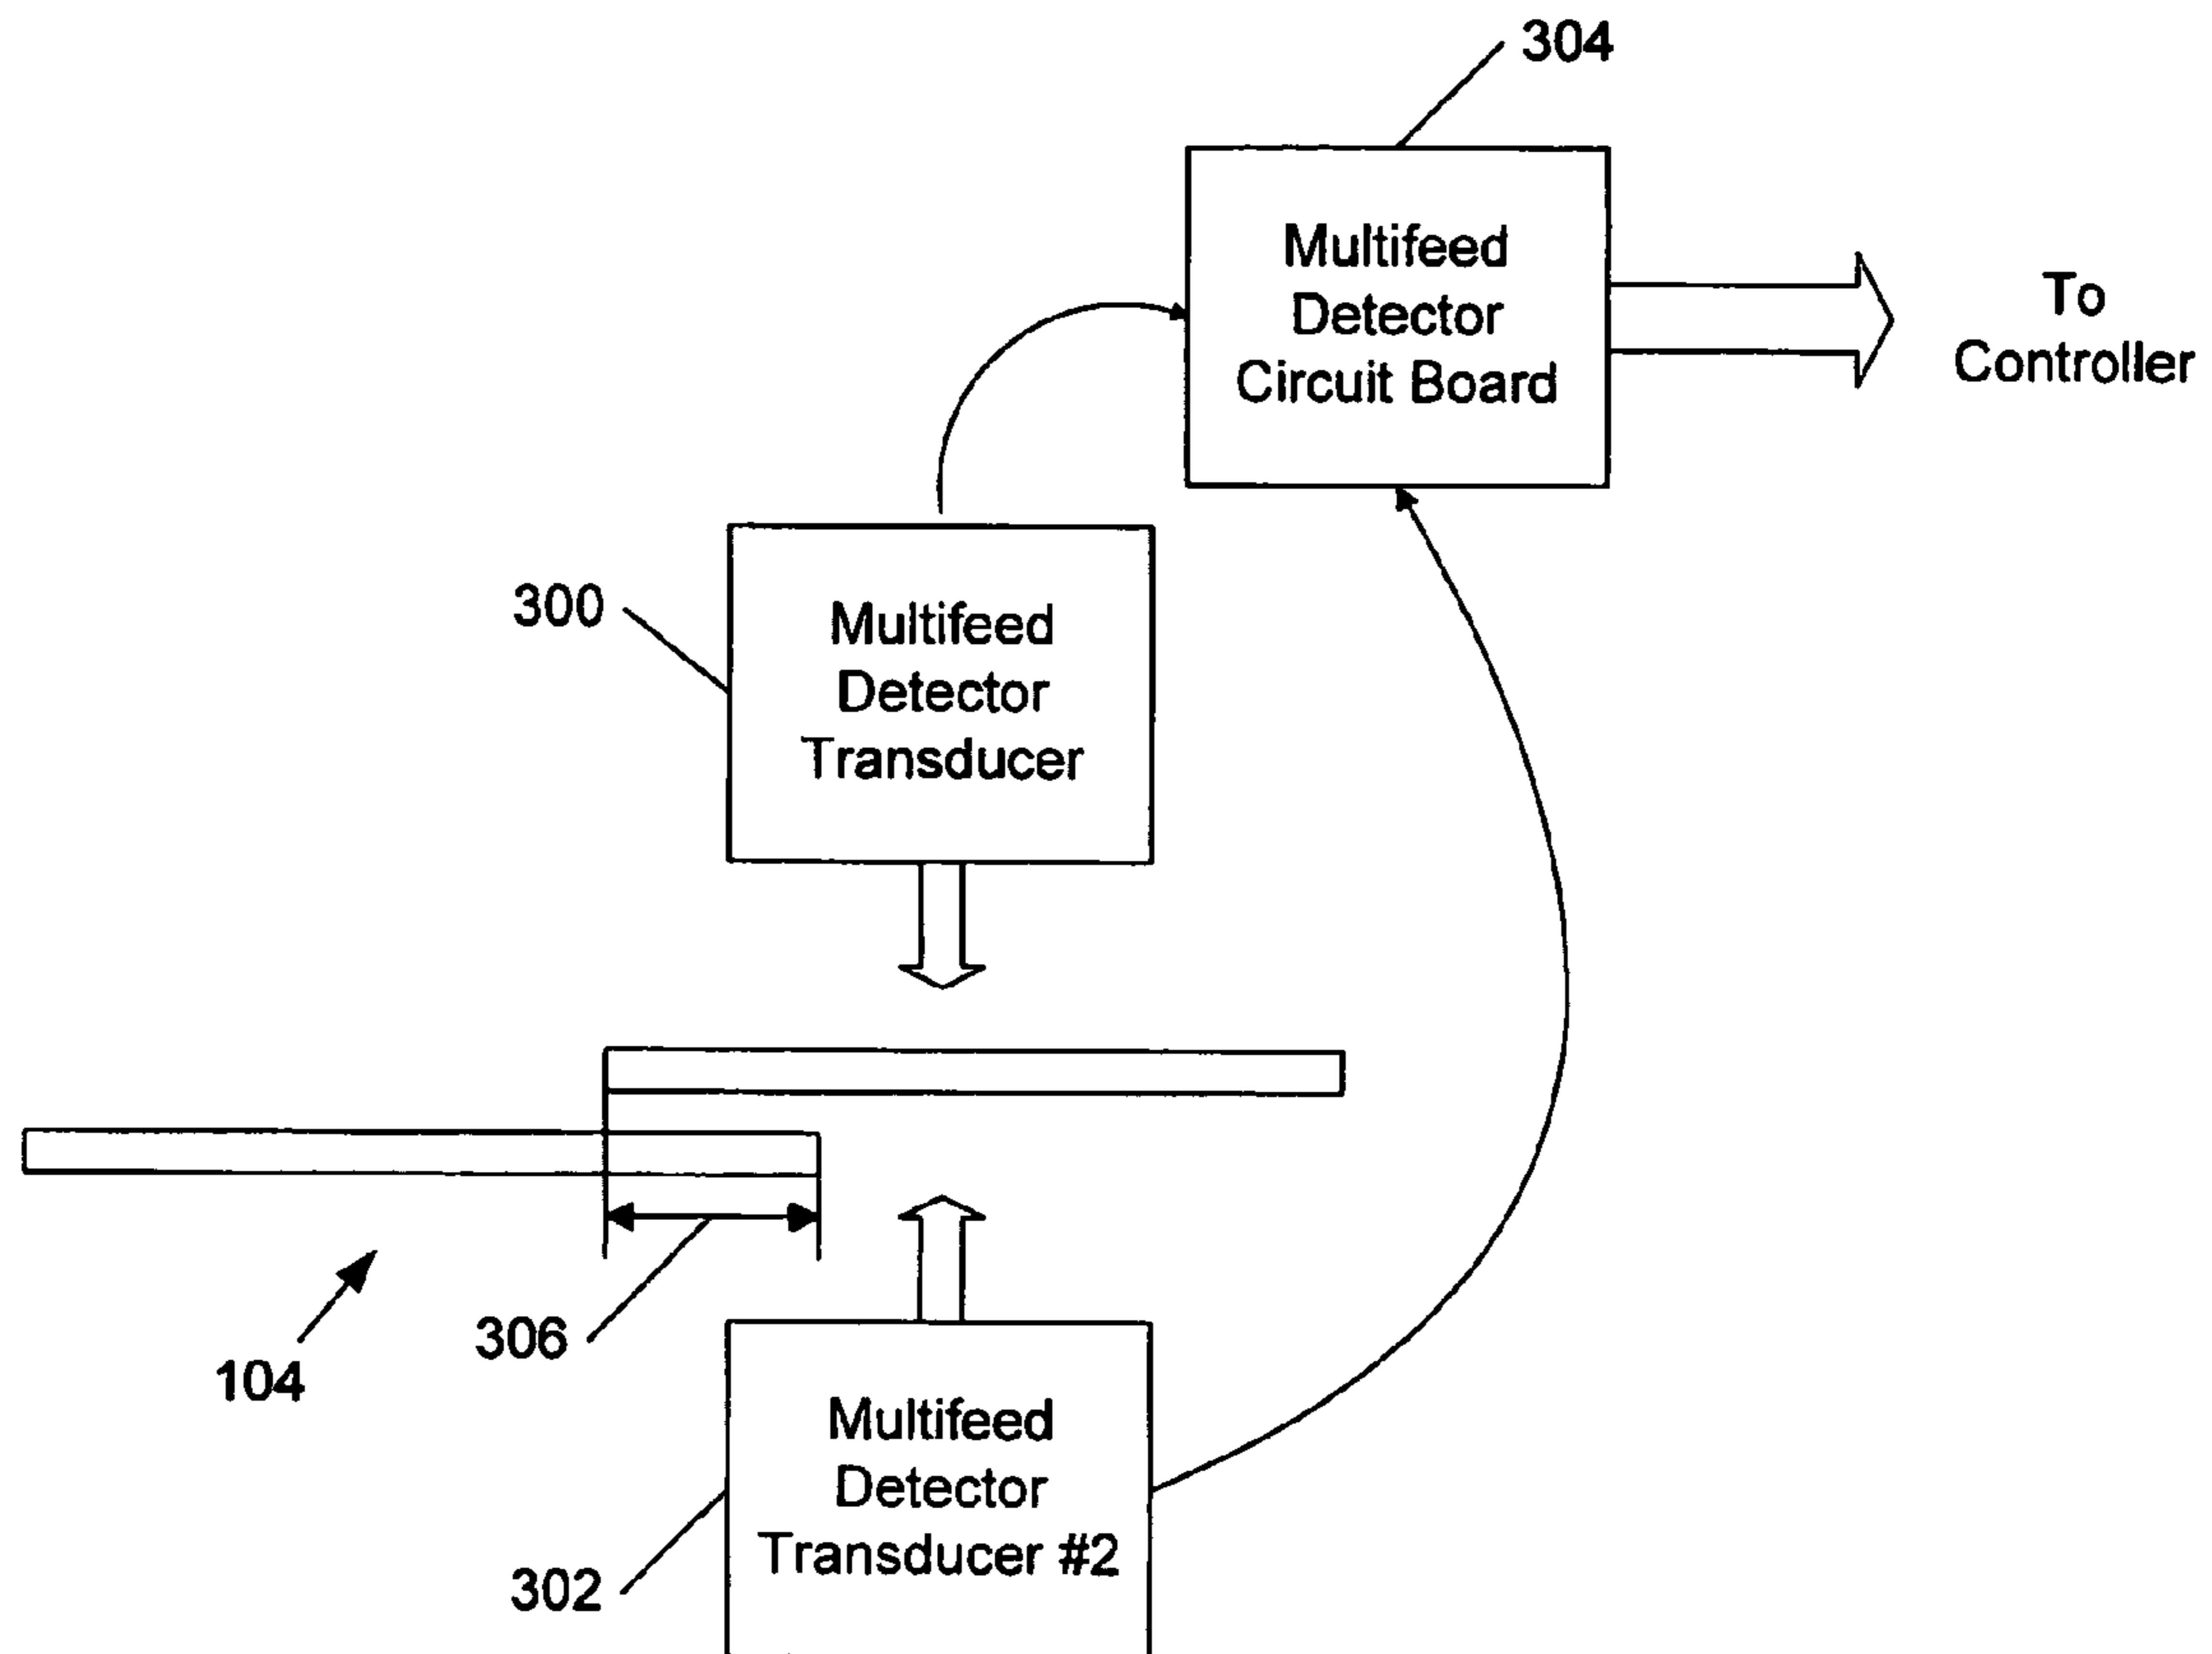 304
Multifeed
Detector
Circuit Board
To
Controller
300
Multifeed
Detector
Transducer
306
104
Multifeed
Detector
Transducer #2
302